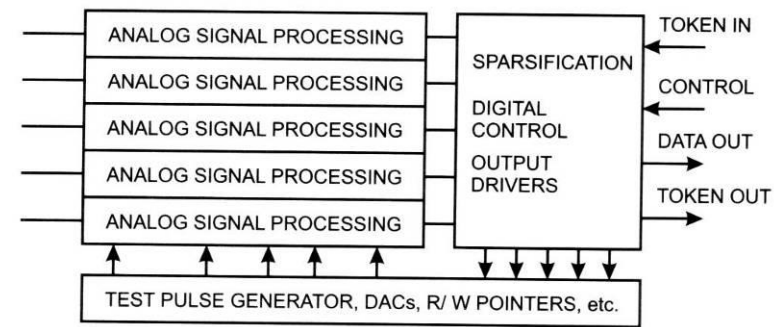 ANALOG SIGNAL PROCESSING
ANALOG SIGNAL PROCESSING
ANALOG SIGNAL PROCESSING
ANALOG SIGNAL PROCESSING
ANALOG SIGNAL PROCESSING
SPARSIFICATION
DIGITAL
CONTROL
OUTPUT
DRIVERS
TOKEN IN
CONTROL
DATA OUT
TOKEN OUT
TEST PULSE GENERATOR, DACs, R/ W POINTERS, etc.